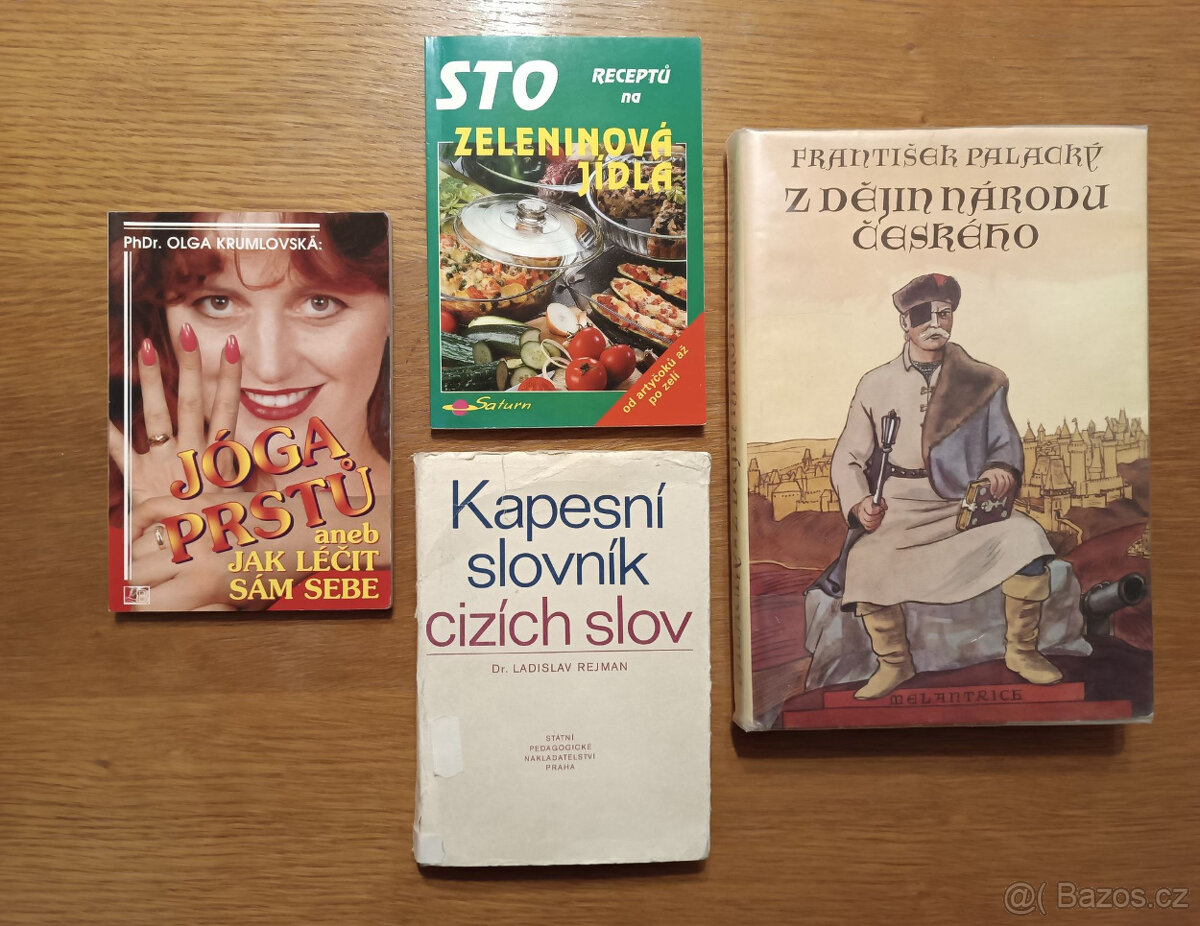 PhDr. OLGA KRUMLOVSKÁ:
JÓGA
PRSTŮ
aneb
JAK LÉČIT
SÁM SEBE
STO
RECEPTŮ
na
ZELENINOVÁ
JÍDLA
od artyčoků až
po zelí
Saturn
Kapesní
slovník
cizích slov
Dr. LADISLAV REJMAN
STÁTNÍ
PEDAGOGICKÉ
NAKLADATELSTVÍ
PRAHA
FRANTIŠEK PALACKÝ
Z DĚJIN NÁRODU
ČESKÉHO
MELANTRICH
@( Bazos.cz